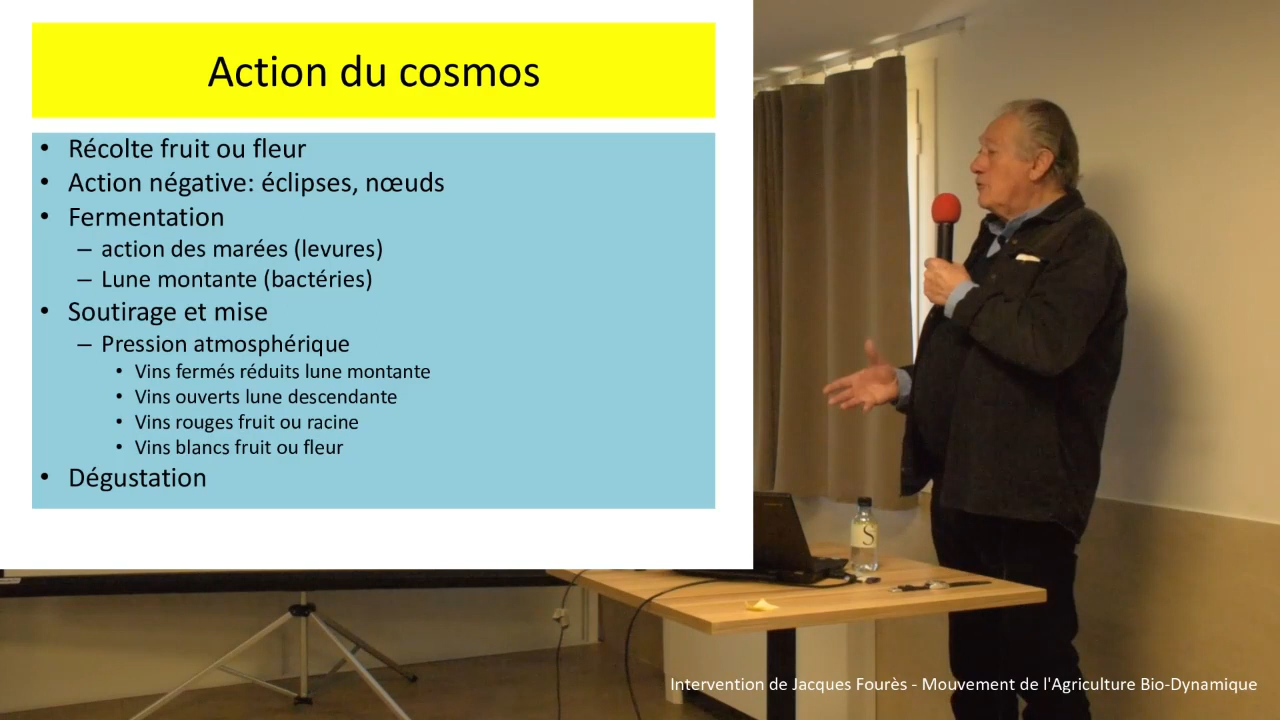 Action du cosmos
• Récolte fruit ou fleur
• Action négative: éclipses, nœuds
• Fermentation
– action des marées (levures)
– Lune montante (bactéries)
• Soutirage et mise
– Pression atmosphérique
• Vins fermés réduits lune montante
• Vins ouverts lune descendante
• Vins rouges fruit ou racine
• Vins blancs fruit ou fleur
• Dégustation
S
Intervention de Jacques Fourès - Mouvement de l'Agriculture Bio-Dynamique